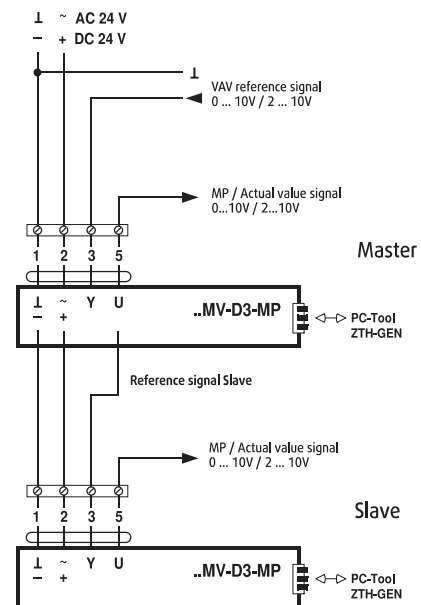 ⊥ ~ AC 24 V
– + DC 24 V
⊥
VAV reference signal
0 ... 10V / 2 ... 10V
MP / Actual value signal
0...10V / 2...10V
1 2 3 5
Master
⊥ ~ Y U
– +
..MV-D3-MP
PC-Tool
ZTH-GEN
Reference signal Slave
MP / Actual value signal
0 ... 10V / 2 ... 10V
1 2 3 5
Slave
⊥ ~ Y U
– +
..MV-D3-MP
PC-Tool
ZTH-GEN